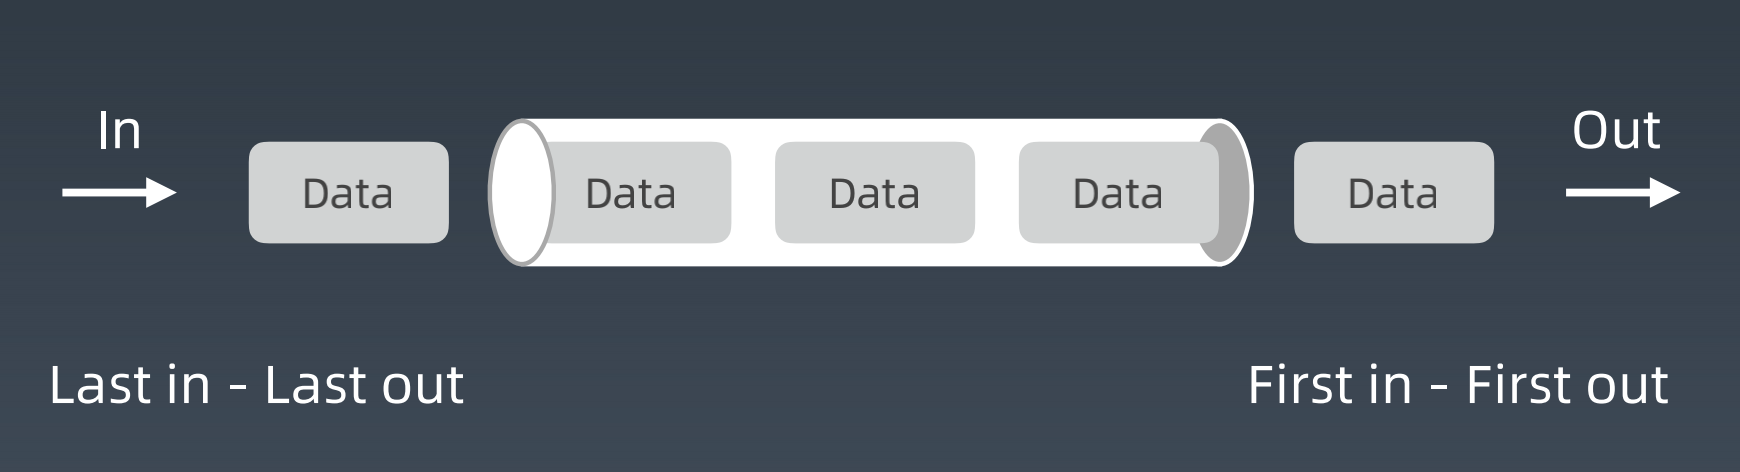 In
Data
Data
Data
Data
Data
Out
Last in - Last out
First in - First out